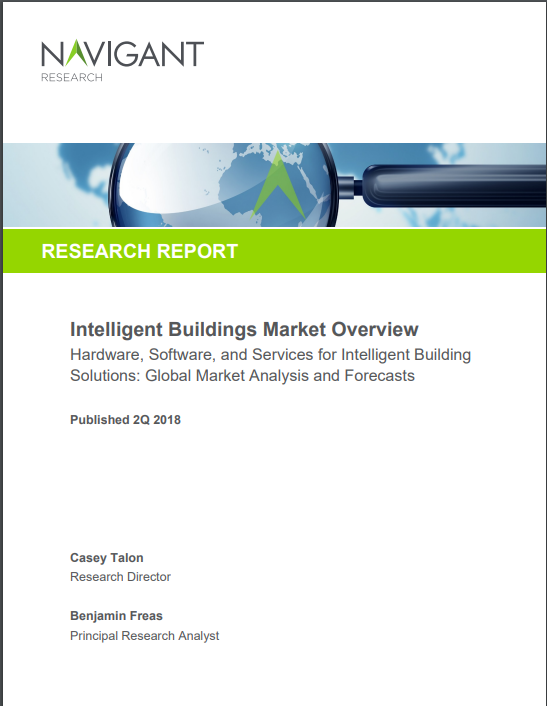 NAVIGANT
RESEARCH
RESEARCH REPORT
Intelligent Buildings Market Overview
Hardware, Software, and Services for Intelligent Building
Solutions: Global Market Analysis and Forecasts
Published 2Q 2018
Casey Talon
Research Director
Benjamin Freas
Principal Research Analyst